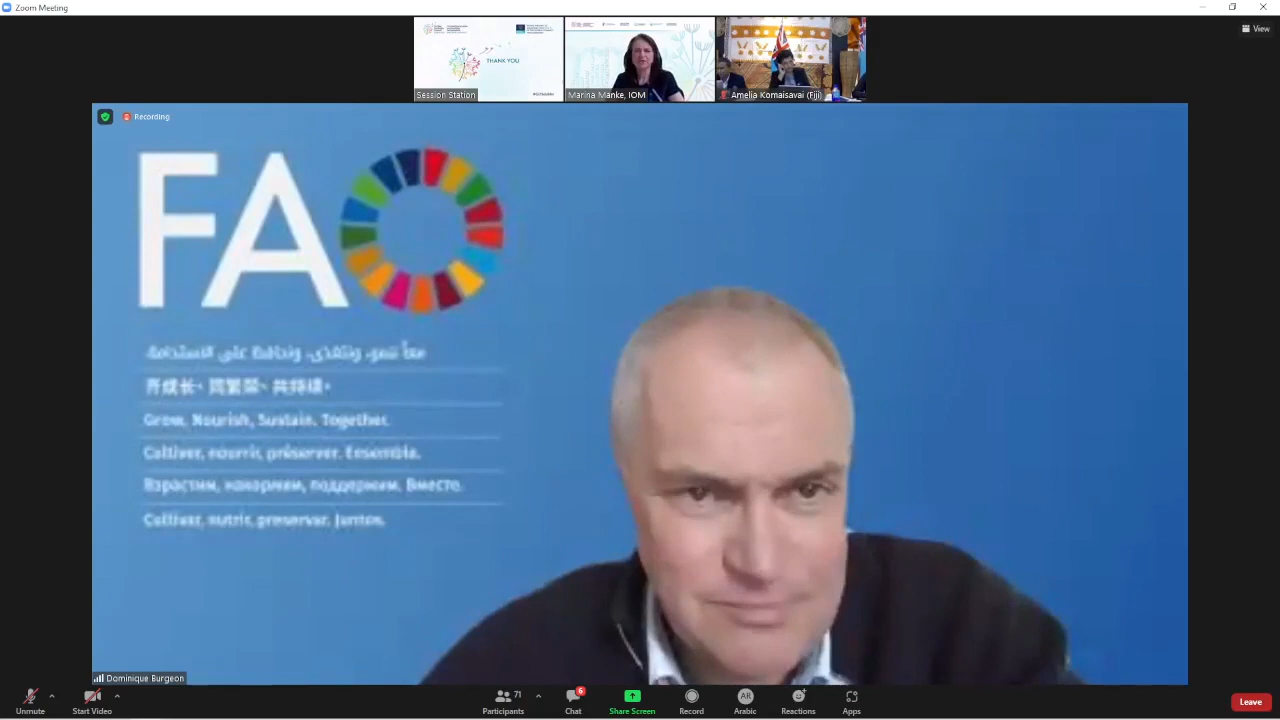 Zoom Meeting
View
THANK YOU
Session Station
Marina Manke, IOM
Amelia Komaisavai (Fiji)
Recording
FAO
معاً ننمو، ونتغذى، ونحافظ على الاستدامة.
齐成长、同繁荣、共持续。
Grow, Nourish, Sustain. Together.
Cultiver, nourrir, préserver. Ensemble.
Взрастим, накормим, поддержим. Вместе.
Cultivar, nutrir, preservar. Juntos.
Dominique Burgeon
71
6
AR
Unmute
Start Video
Participants
Chat
Share Screen
Record
Arabic
Reactions
Apps
Leave